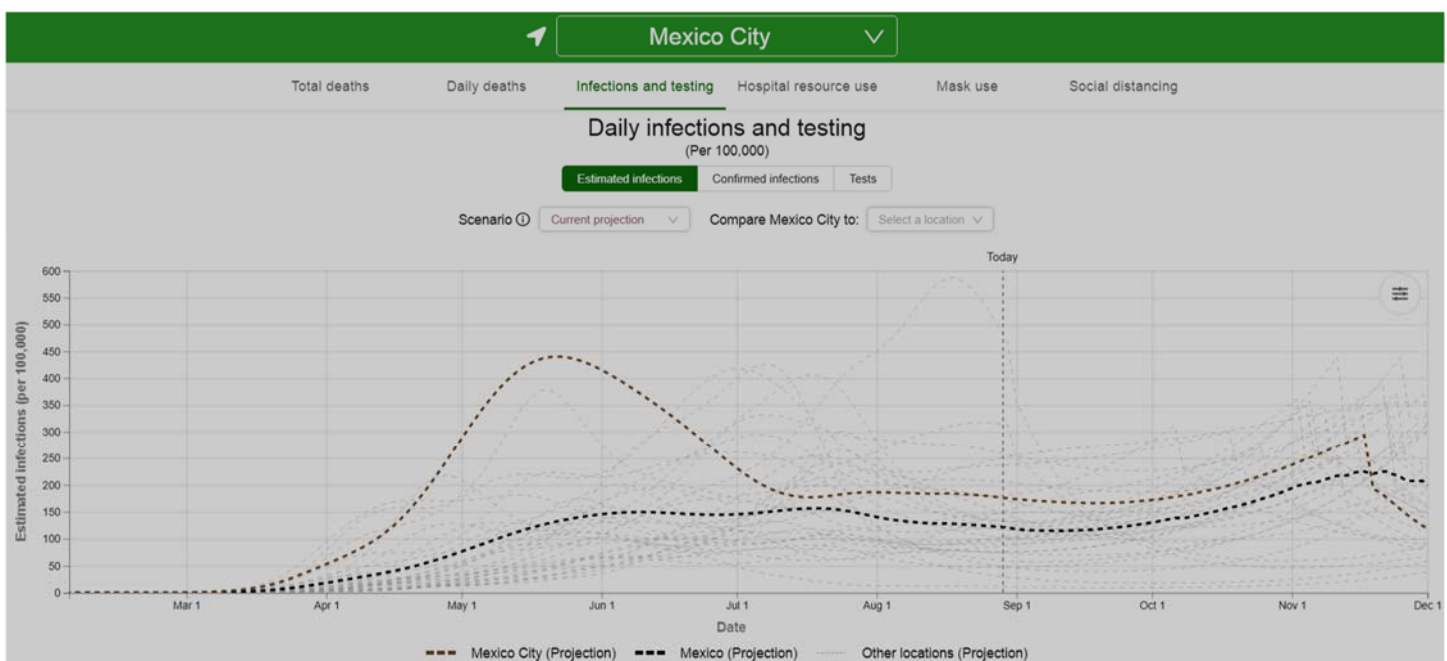 Mexico City
Total deaths Daily deaths Infections and testing Hospital resource use Mask use Social distancing
Daily infections and testing
(Per 100,000)
Estimated infections Confirmed infections Tests
Scenario Current projection Compare Mexico City to: Select a location
Today
600
550
500
450
400
350
300
250
200
150
100
50
0
Estimated infections (per 100,000)
Mar 1 Apr 1 May 1 Jun 1 Jul 1 Aug 1 Sep 1 Oct 1 Nov 1 Dec 1
Date
Mexico City (Projection) Mexico (Projection) Other locations (Projection)